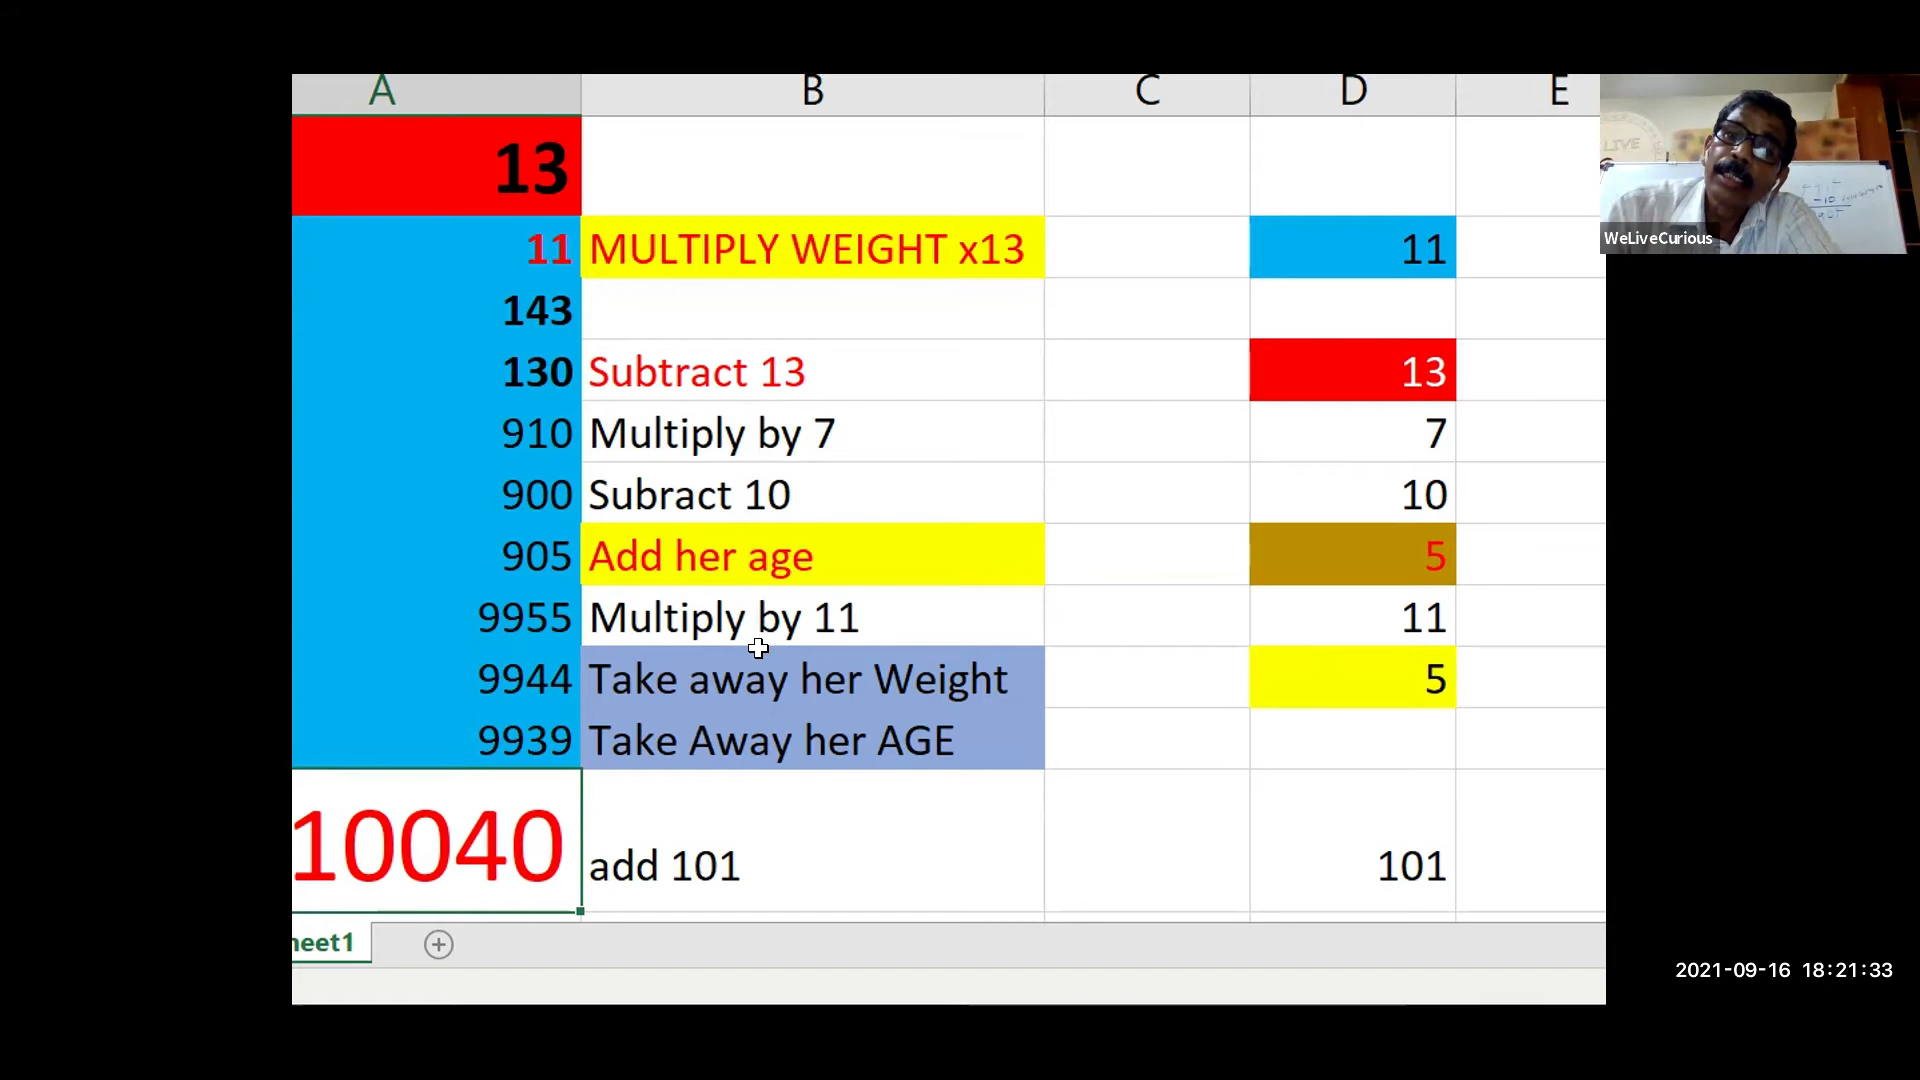 A B C D E
13
11 MULTIPLY WEIGHT x13 11
143
130 Subtract 13 13
910 Multiply by 7 7
900 Subract 10 10
905 Add her age 5
9955 Multiply by 11 11
9944 Take away her Weight 5
9939 Take Away her AGE
10040 add 101 101
heet1
LIVE
WeLiveCurious
2021-09-16 18:21:33